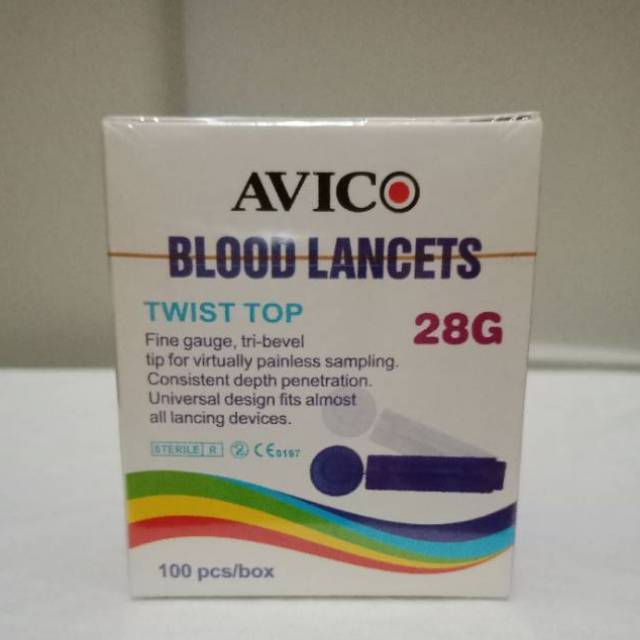 AVICO
BLOOD LANCETS
TWIST TOP
28G
Fine gauge, tri-bevel
tip for virtually painless sampling.
Consistent depth penetration.
Universal design fits almost
all lancing devices.
STERILE R 2 CE0197
100 pcs/box